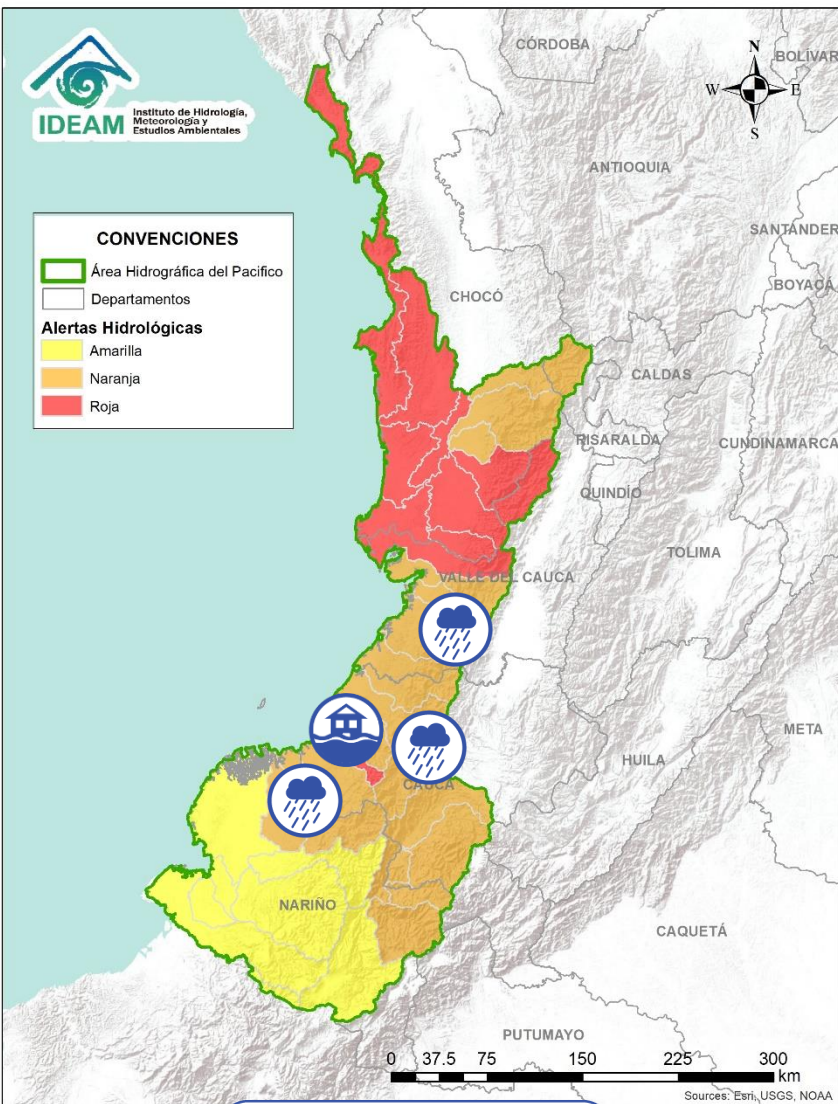 IDEAM
Instituto de Hidrología,
Meteorología y
Estudios Ambientales
CÓRDOBA
BOLÍVAR
N
W
E
S
ANTIOQUIA
CONVENCIONES
Área Hidrográfica del Pacifico
Departamentos
Alertas Hidrológicas
Amarilla
Naranja
Roja
SANTANDER
BOYACÁ
CHOCÓ
CALDAS
RISARALDA
CUNDINAMARCA
QUINDÍO
TOLIMA
VALLE DEL CAUCA
META
HUILA
CAUCA
NARIÑO
CAQUETÁ
PUTUMAYO
0 37.5 75 150 225 300
km
Sources: Esri, USGS, NOAA